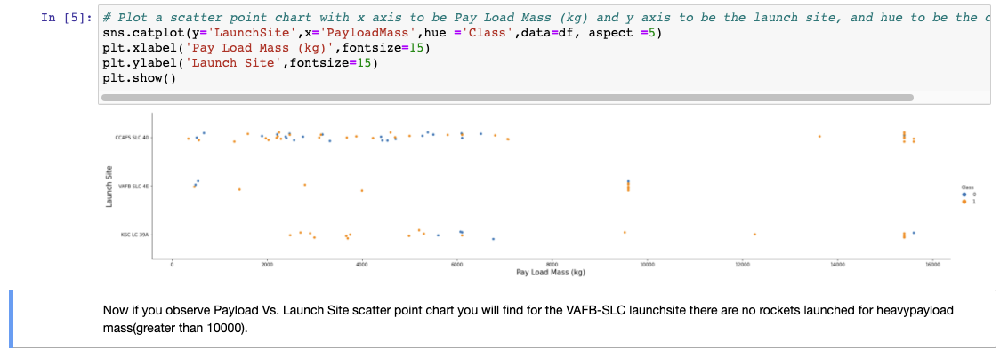 In [5]: # Plot a scatter point chart with x axis to be Pay Load Mass (kg) and y axis to be the launch site, and hue to be the c
sns.catplot(y='LaunchSite',x='PayloadMass',hue ='Class',data=df, aspect =5)
plt.xlabel('Pay Load Mass (kg)',fontsize=15)
plt.ylabel('Launch Site',fontsize=15)
plt.show()
CCAFS SLC 40
VAFB SLC 4E
KSC LC 39A
Launch Site
Class
0
1
0 2000 4000 6000 8000 10000 12000 14000 16000
Pay Load Mass (kg)
Now if you observe Payload Vs. Launch Site scatter point chart you will find for the VAFB-SLC launchsite there are no rockets launched for heavypayload
mass(greater than 10000).